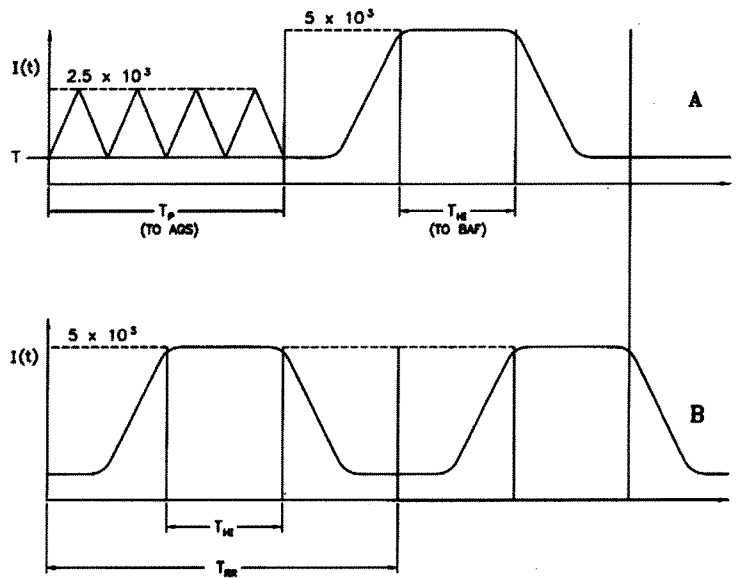 5 x 10³
I(t)
2.5 x 10³
A
T
T_P
(TO AGS)
T_HI
(TO BAF)
5 x 10³
I(t)
B
T_HI
T_RR